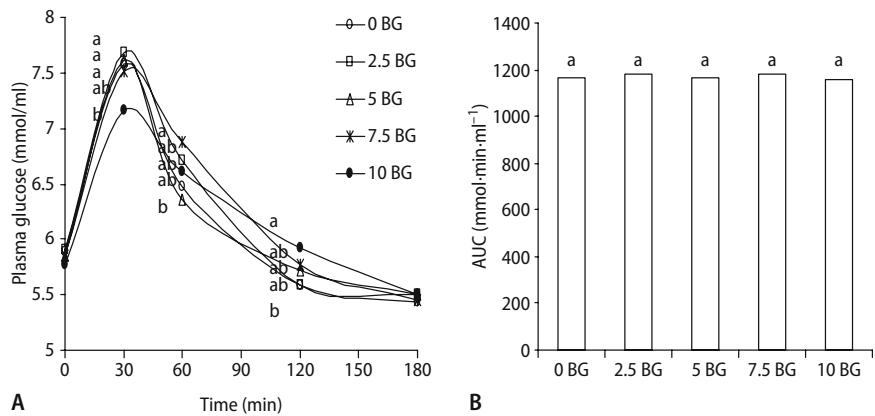 8
7.5
7
6.5
6
5.5
5
Plasma glucose (mmol/ml)
a
a
a
ab
b
a
ab
ab
ab
b
a
ab
ab
ab
b
0 BG
2.5 BG
5 BG
7.5 BG
10 BG
0 30 60 90 120 150 180
Time (min)
A
1400
1200
1000
800
600
400
200
0
AUC (mmol·min·ml⁻¹)
a a a a a
0 BG 2.5 BG 5 BG 7.5 BG 10 BG
B